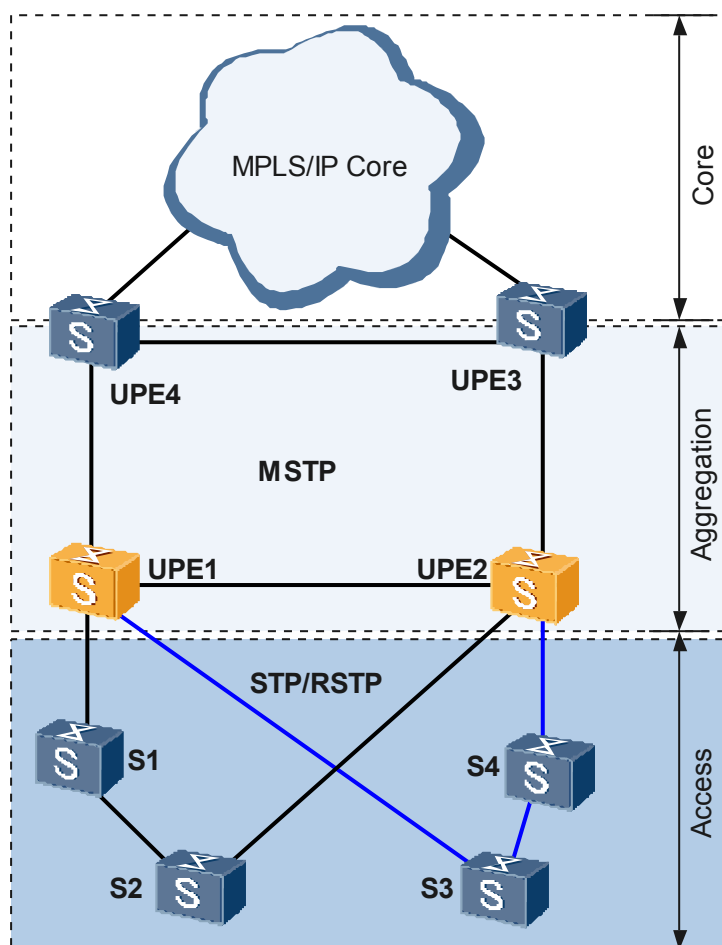 MPLS/IP Core
Core
S
S
UPE4
UPE3
MSTP
Aggregation
UPE1
UPE2
S
S
STP/RSTP
S
S1
S4
S
Access
S2
S
S3
S